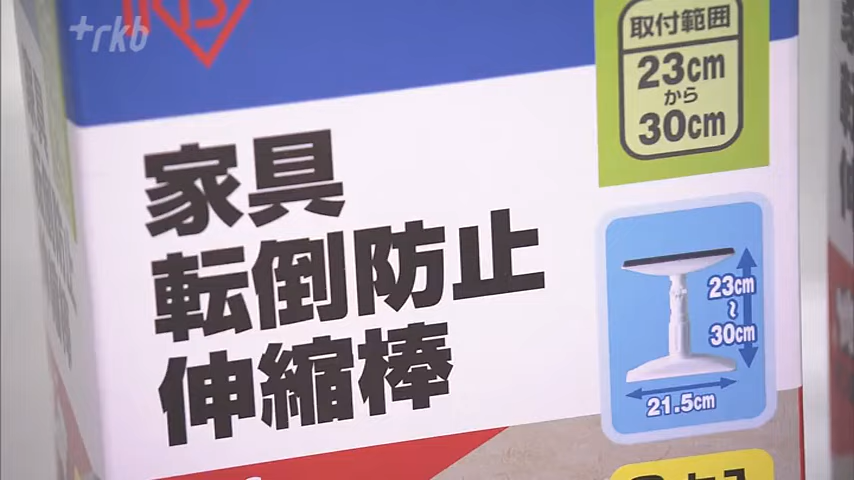 +rkb
取付範囲
23cm
から
30cm
家具
転倒防止
伸縮棒
23cm
～
30cm
21.5cm